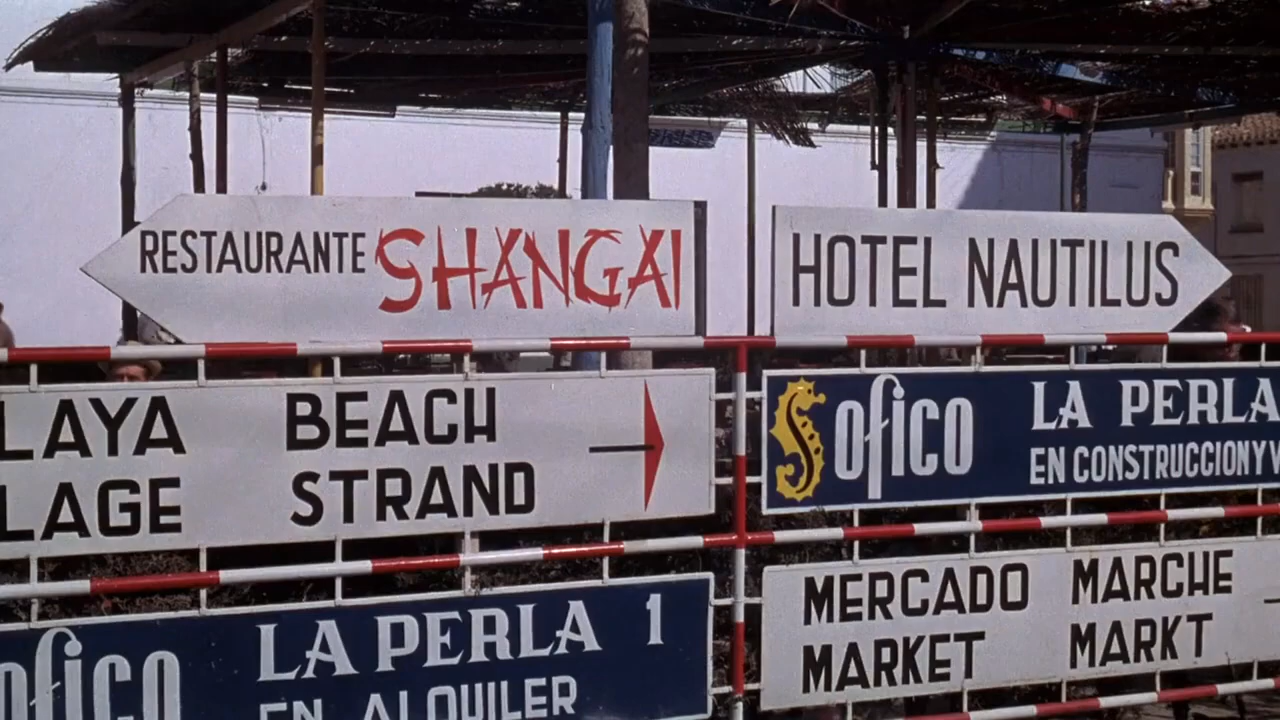 RESTAURANTE SHANGAI
HOTEL NAUTILUS
LAYA BEACH
LAGE STRAND
Sofico LA PERLA
EN CONSTRUCCION Y V
ofico LA PERLA 1
EN ALQUILER
MERCADO MARCHE
MARKET MARKT